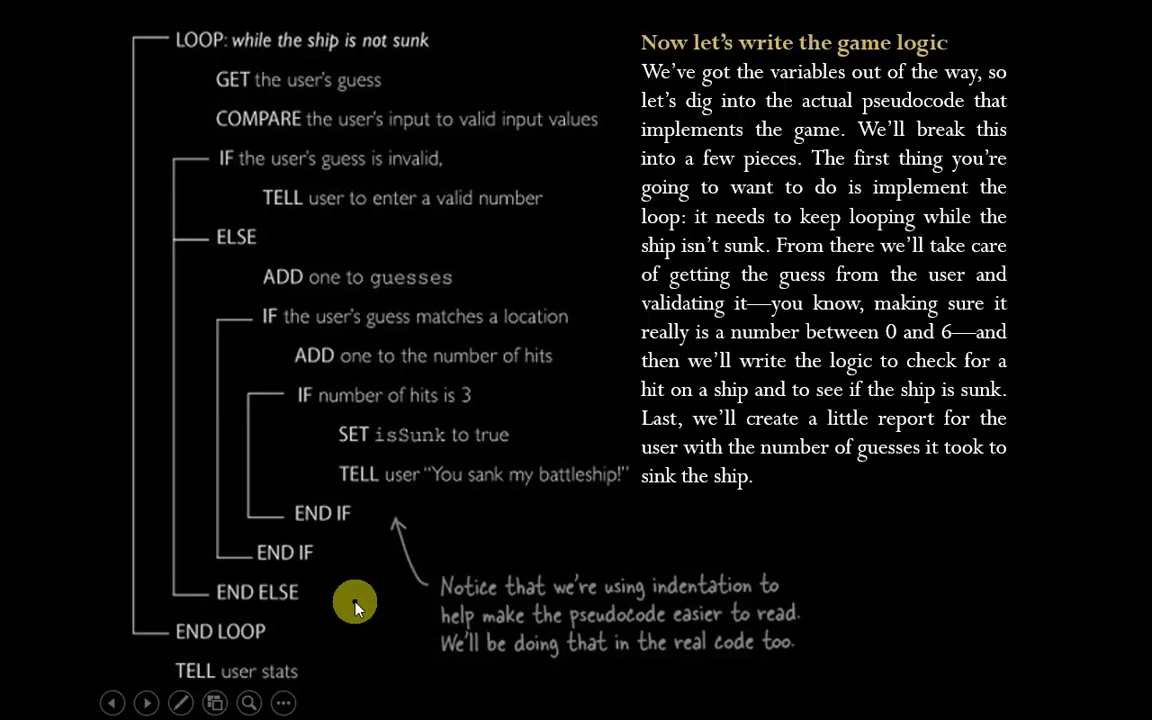 LOOP: while the ship is not sunk
GET the user's guess
COMPARE the user's input to valid input values
IF the user's guess is invalid,
TELL user to enter a valid number
ELSE
ADD one to guesses
IF the user's guess matches a location
ADD one to the number of hits
IF number of hits is 3
SET isSunk to true
TELL user “You sank my battleship!”
END IF
END IF
END ELSE
END LOOP
TELL user stats
Notice that we're using indentation to
help make the pseudocode easier to read.
We'll be doing that in the real code too.
Now let’s write the game logic
We’ve got the variables out of the way, so
let’s dig into the actual pseudocode that
implements the game. We’ll break this
into a few pieces. The first thing you’re
going to want to do is implement the
loop: it needs to keep looping while the
ship isn’t sunk. From there we’ll take care
of getting the guess from the user and
validating it—you know, making sure it
really is a number between 0 and 6—and
then we’ll write the logic to check for a
hit on a ship and to see if the ship is sunk.
Last, we’ll create a little report for the
user with the number of guesses it took to
sink the ship.